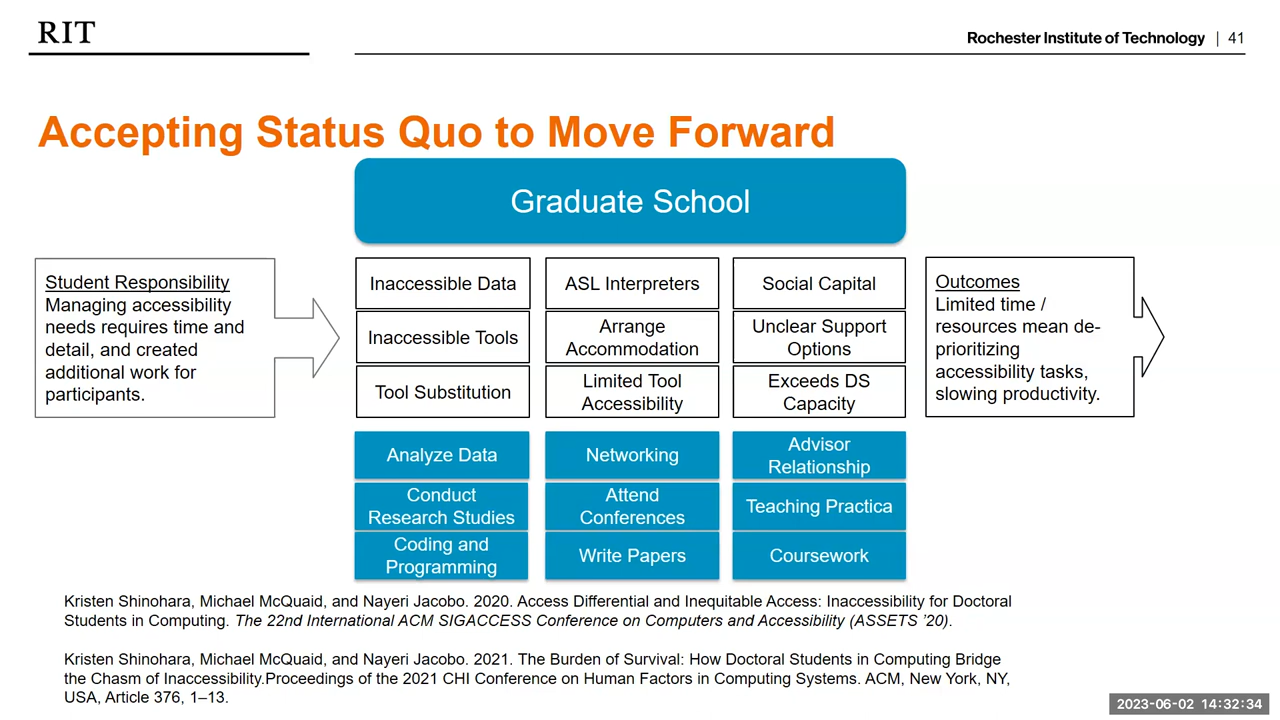 RIT
Rochester Institute of Technology | 41
Accepting Status Quo to Move Forward
Graduate School
Student Responsibility
Managing accessibility
needs requires time and
detail, and created
additional work for
participants.
Inaccessible Data
ASL Interpreters
Social Capital
Inaccessible Tools
Arrange
Accommodation
Unclear Support
Options
Tool Substitution
Limited Tool
Accessibility
Exceeds DS
Capacity
Outcomes
Limited time /
resources mean de-
prioritizing
accessibility tasks,
slowing productivity.
Analyze Data
Networking
Advisor
Relationship
Conduct
Research Studies
Attend
Conferences
Teaching Practica
Coding and
Programming
Write Papers
Coursework
Kristen Shinohara, Michael McQuaid, and Nayeri Jacobo. 2020. Access Differential and Inequitable Access: Inaccessibility for Doctoral
Students in Computing. The 22nd International ACM SIGACCESS Conference on Computers and Accessibility (ASSETS ’20).
Kristen Shinohara, Michael McQuaid, and Nayeri Jacobo. 2021. The Burden of Survival: How Doctoral Students in Computing Bridge
the Chasm of Inaccessibility.Proceedings of the 2021 CHI Conference on Human Factors in Computing Systems. ACM, New York, NY,
USA, Article 376, 1–13.
2023-06-02 14:32:34